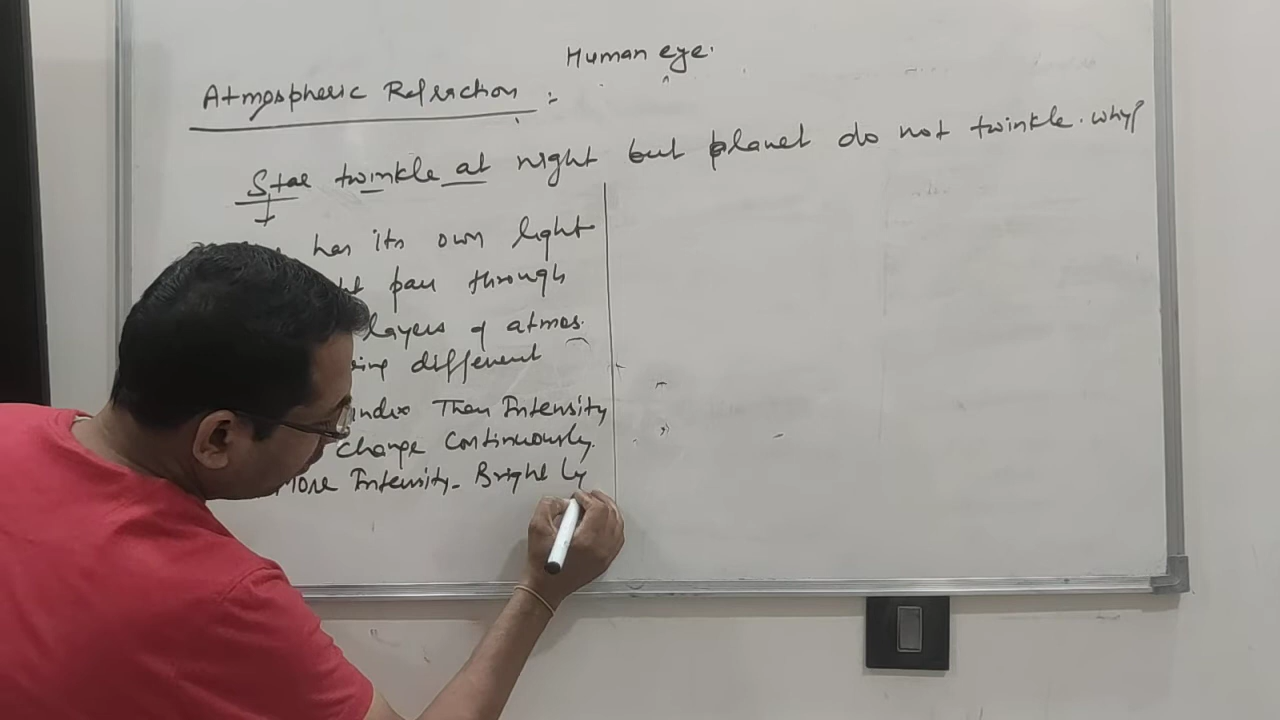 Human eye.
Atmospheric Refraction :
Star twinkle at night but planet do not twinkle. why?
has its own light
pass through
layers of atmos.
different
index Then Intensity
change continuously.
More Intensity - Bright